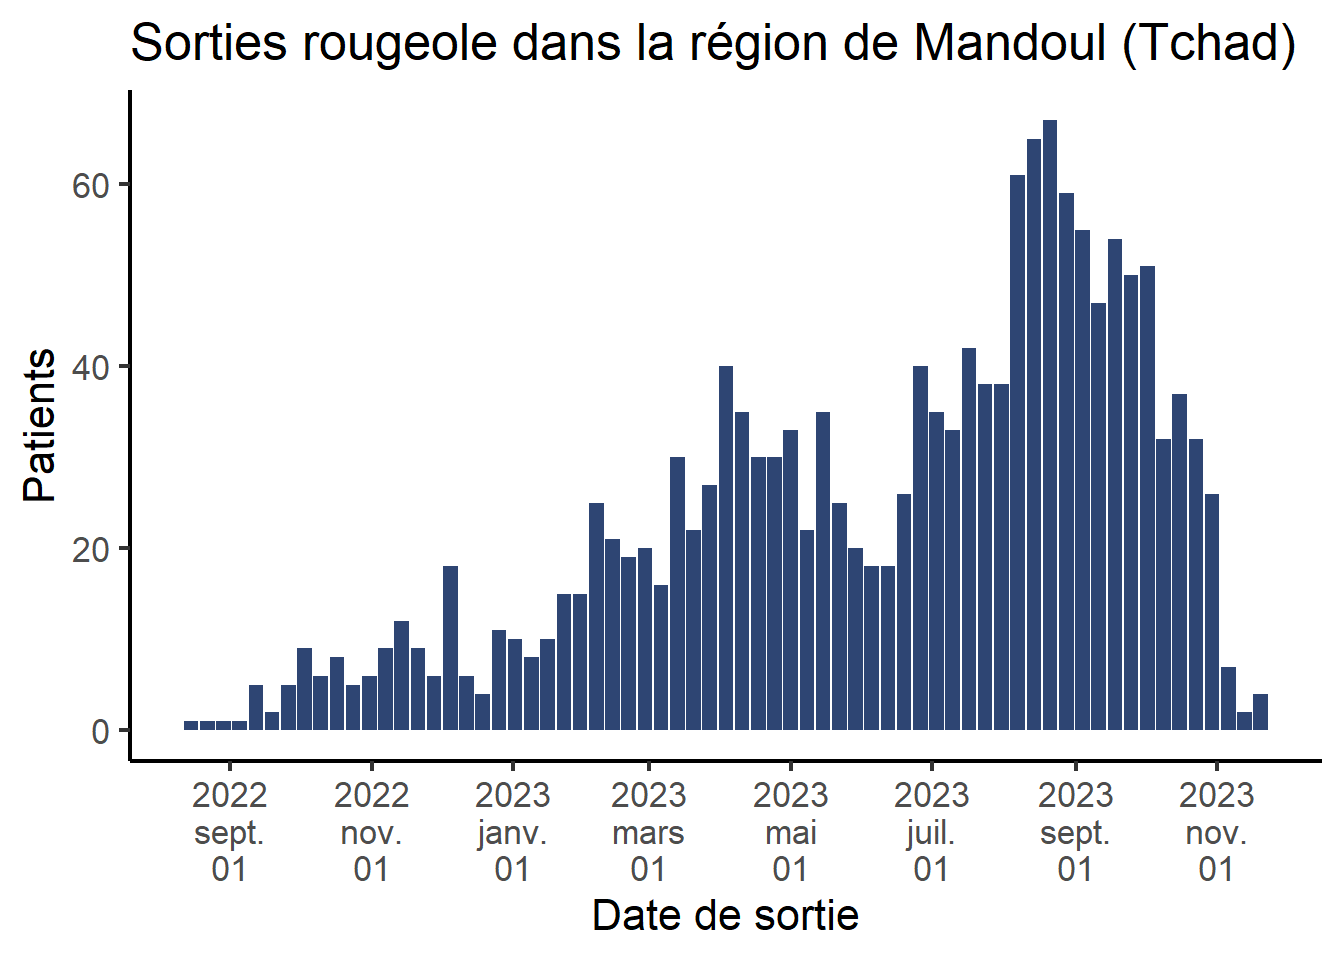 Sorties rougeole dans la région de Mandoul (Tchad)
Patients
60
40
20
0
2022 2022 2023 2023 2023 2023 2023 2023
sept. nov. janv. mars mai juil. sept. nov.
01 01 01 01 01 01 01 01
Date de sortie